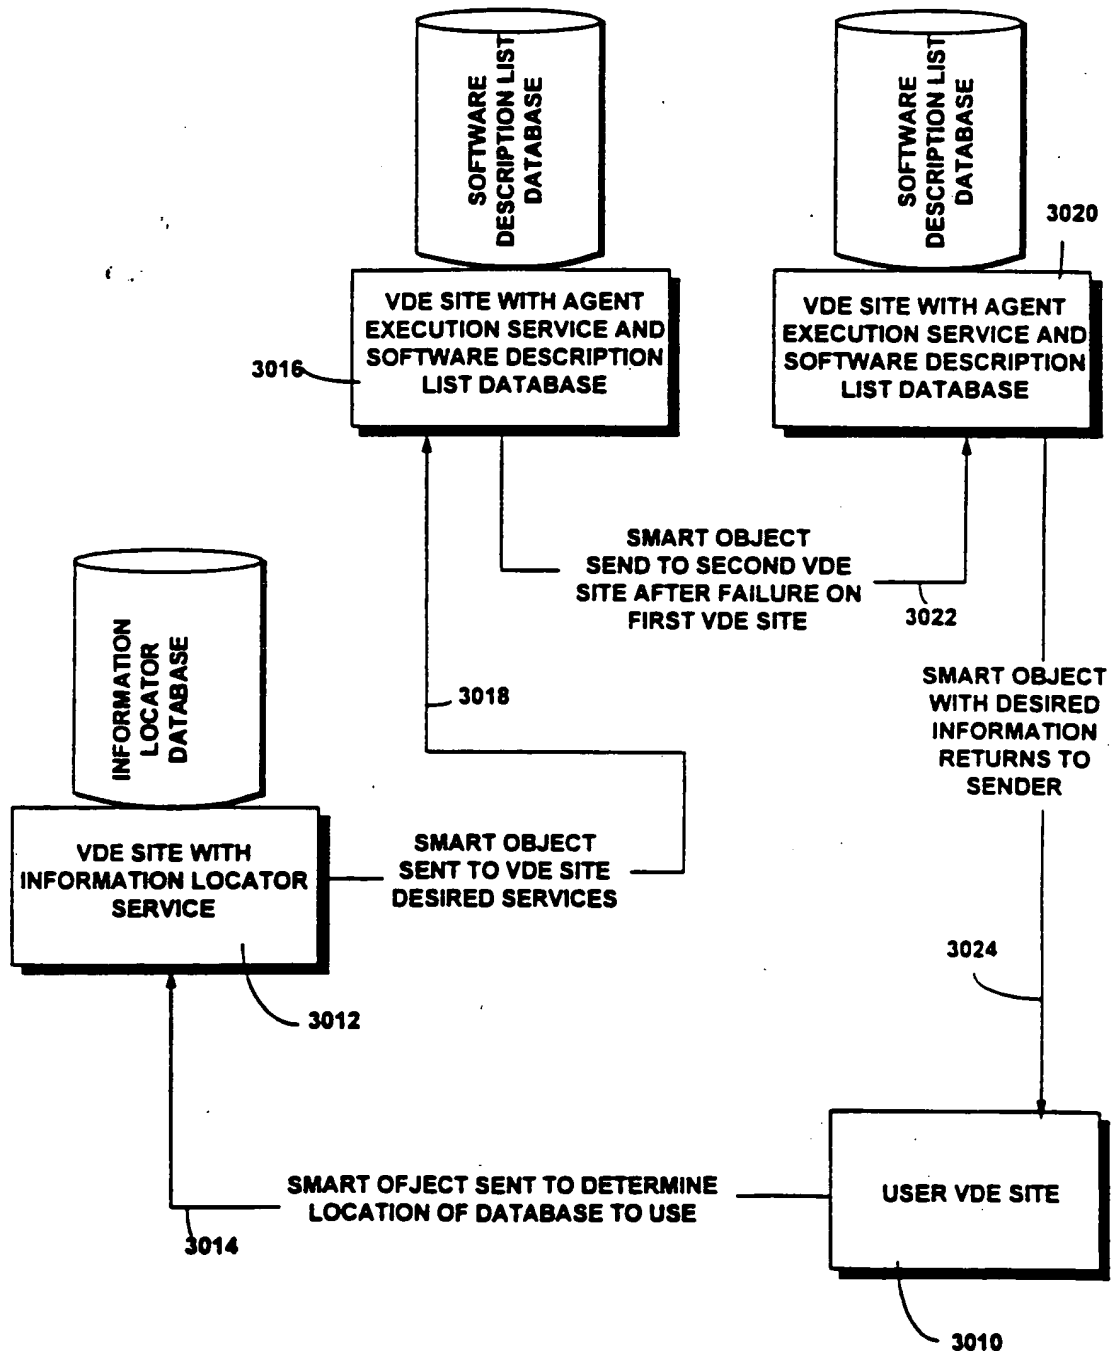 SOFTWARE
DESCRIPTION LIST
DATABASE
SOFTWARE
DESCRIPTION LIST
DATABASE
3020
VDE SITE WITH AGENT
EXECUTION SERVICE AND
SOFTWARE DESCRIPTION
LIST DATABASE
3016
VDE SITE WITH AGENT
EXECUTION SERVICE AND
SOFTWARE DESCRIPTION
LIST DATABASE
SMART OBJECT
SEND TO SECOND VDE
SITE AFTER FAILURE ON
FIRST VDE SITE
3022
INFORMATION
LOCATOR
DATABASE
3018
SMART OBJECT
WITH DESIRED
INFORMATION
RETURNS TO
SENDER
VDE SITE WITH
INFORMATION LOCATOR
SERVICE
SMART OBJECT
SENT TO VDE SITE
DESIRED SERVICES
3024
3012
SMART OFJECT SENT TO DETERMINE
LOCATION OF DATABASE TO USE
3014
USER VDE SITE
3010